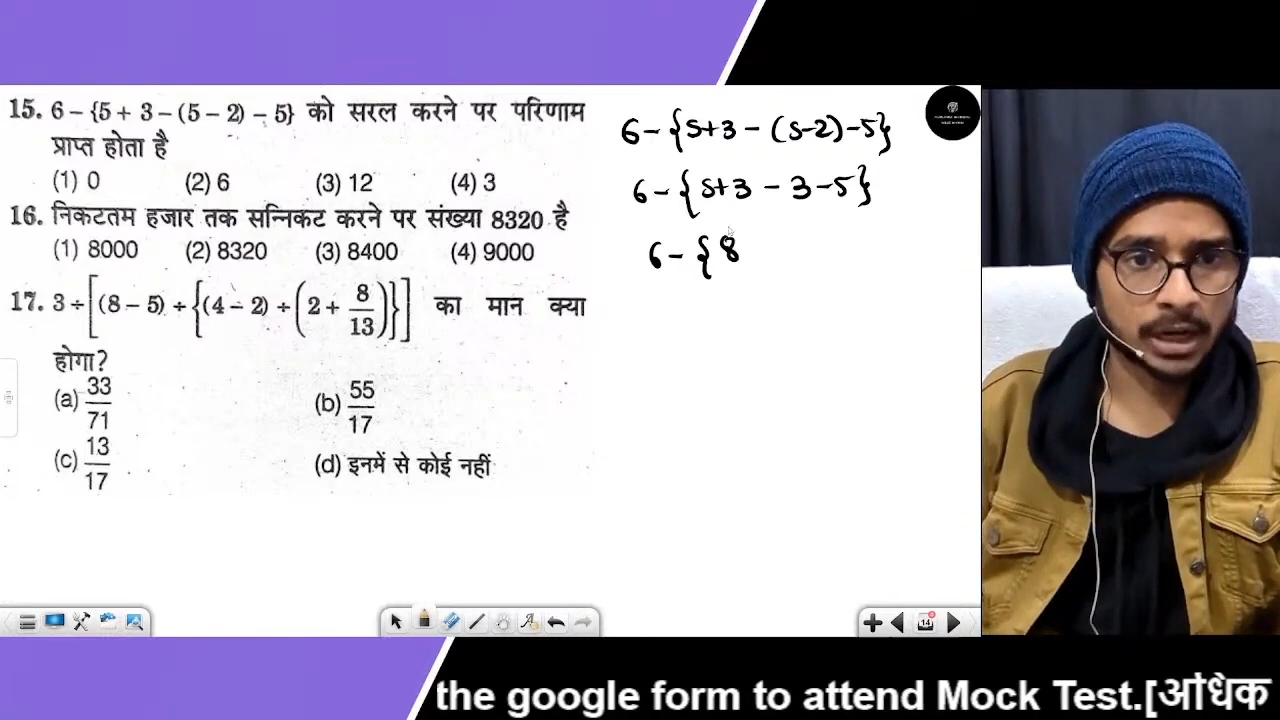 15. 6 – {5 + 3 – (5 – 2) – 5} को सरल करने पर परिणाम
प्राप्त होता है
(1) 0 (2) 6 (3) 12 (4) 3
16. निकटतम हजार तक सन्निकट करने पर संख्या 8320 है
(1) 8000 (2) 8320 (3) 8400 (4) 9000
17. 3 ÷ [(8 – 5) ÷ {(4 – 2) ÷ (2 + 8/13)}] का मान क्या
होगा?
(a) 33/71 (b) 55/17
(c) 13/17 (d) इनमें से कोई नहीं
6 – {5+3 – (5–2) –5}
6 – {5+3 – 3 –5}
6 – {8
14
the google form to attend Mock Test.[अधिक